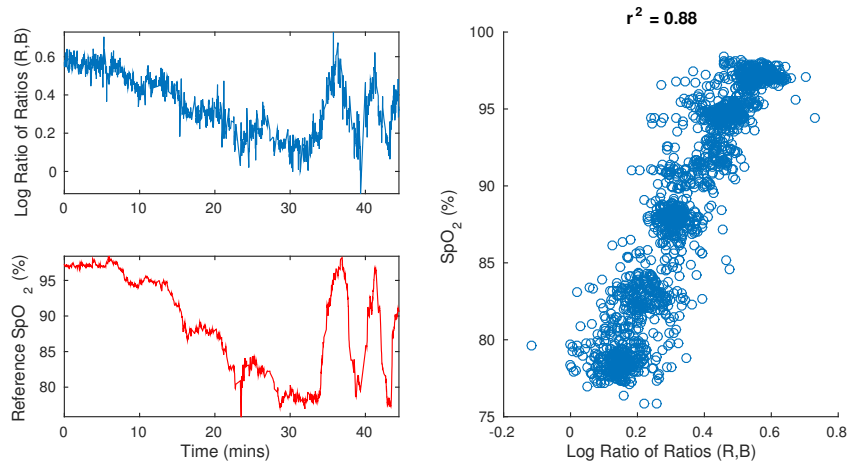 Log Ratio of Ratios (R,B)
0.6
0.4
0.2
0
0 10 20 30 40
Reference SpO 2 (%)
95
90
85
80
0 10 20 30 40
Time (mins)
r² = 0.88
SpO₂ (%)
100
95
90
85
80
75
-0.2 0 0.2 0.4 0.6 0.8
Log Ratio of Ratios (R,B)